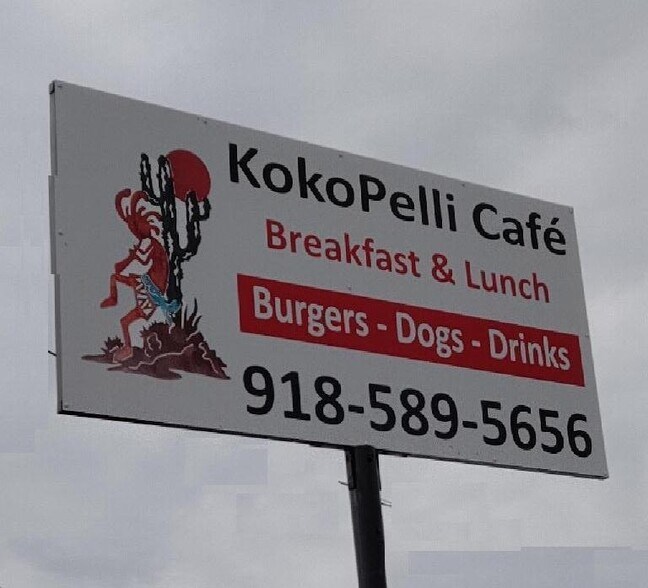 KokoPelli Café
Breakfast & Lunch
Burgers - Dogs - Drinks
918-589-5656